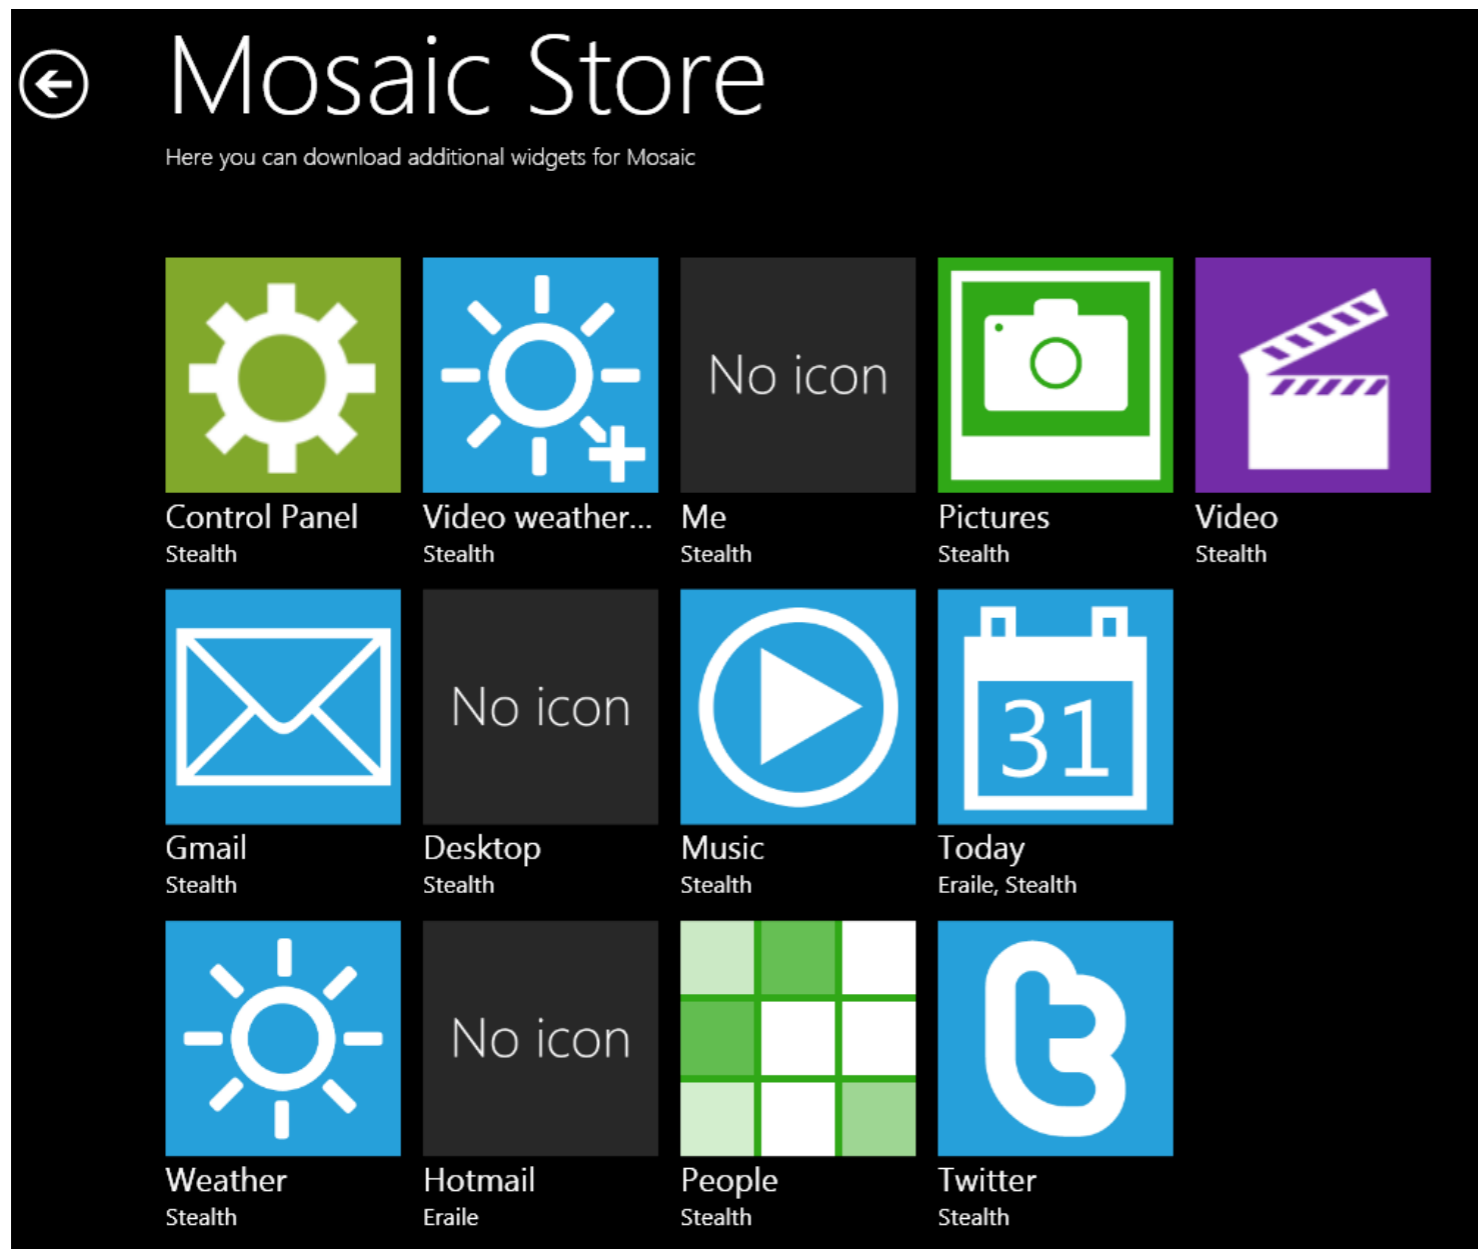 Mosaic Store
Here you can download additional widgets for Mosaic
No icon
Control Panel
Stealth
Video weather...
Stealth
Me
Stealth
Pictures
Stealth
Video
Stealth
No icon
31
Gmail
Stealth
Desktop
Stealth
Music
Stealth
Today
Eraile, Stealth
No icon
Weather
Stealth
Hotmail
Eraile
People
Stealth
Twitter
Stealth